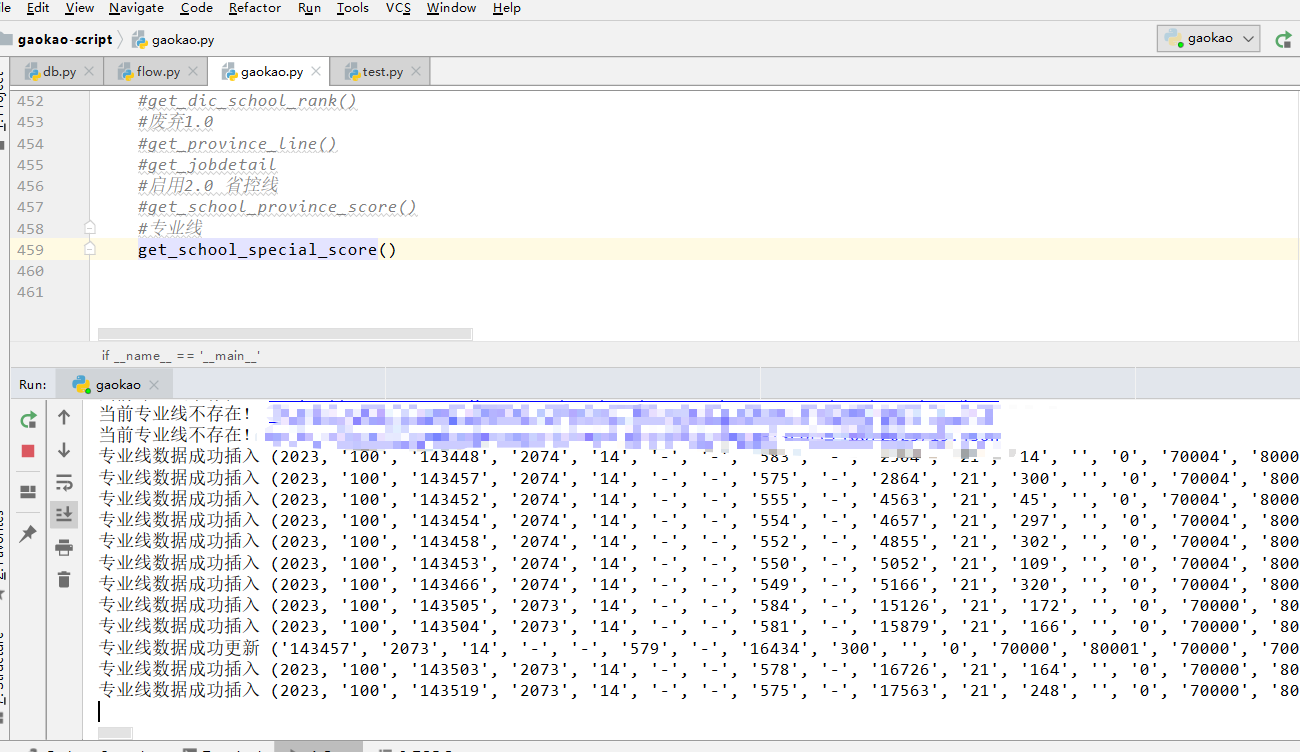 Edit View Navigate Code Refactor Run Tools VCS Window Help
gaokao-script gaokao.py gaokao
db.py flow.py gaokao.py test.py
452 #get_dic_school_rank()
453 #废弃1.0
454 #get_province_line()
455 #get_jobdetail
456 #启用2.0 省控线
457 #get_school_province_score()
458 #专业线
459 get_school_special_score()
460
461
if __name__ == '__main__'
Run: gaokao
当前专业线不存在!
当前专业线不存在!
专业线数据成功插入 (2023, '100', '143448', '2074', '14', '-', '-', '583', '-', '21', '14', '', '0', '70004', '8000
专业线数据成功插入 (2023, '100', '143457', '2074', '14', '-', '-', '575', '-', '2864', '21', '300', '', '0', '70004', '800
专业线数据成功插入 (2023, '100', '143452', '2074', '14', '-', '-', '555', '-', '4563', '21', '45', '', '0', '70004', '8000
专业线数据成功插入 (2023, '100', '143454', '2074', '14', '-', '-', '554', '-', '4657', '21', '297', '', '0', '70004', '800
专业线数据成功插入 (2023, '100', '143458', '2074', '14', '-', '-', '552', '-', '4855', '21', '302', '', '0', '70004', '800
专业线数据成功插入 (2023, '100', '143453', '2074', '14', '-', '-', '550', '-', '5052', '21', '109', '', '0', '70004', '800
专业线数据成功插入 (2023, '100', '143466', '2074', '14', '-', '-', '549', '-', '5166', '21', '320', '', '0', '70004', '800
专业线数据成功插入 (2023, '100', '143505', '2073', '14', '-', '-', '584', '-', '15126', '21', '172', '', '0', '70000', '80
专业线数据成功插入 (2023, '100', '143504', '2073', '14', '-', '-', '581', '-', '15879', '21', '166', '', '0', '70000', '80
专业线数据成功更新 ('143457', '2073', '14', '-', '-', '579', '-', '16434', '300', '', '0', '70000', '80001', '70000', '700
专业线数据成功插入 (2023, '100', '143503', '2073', '14', '-', '-', '578', '-', '16726', '21', '164', '', '0', '70000', '80
专业线数据成功插入 (2023, '100', '143519', '2073', '14', '-', '-', '575', '-', '17563', '21', '248', '', '0', '70000', '80